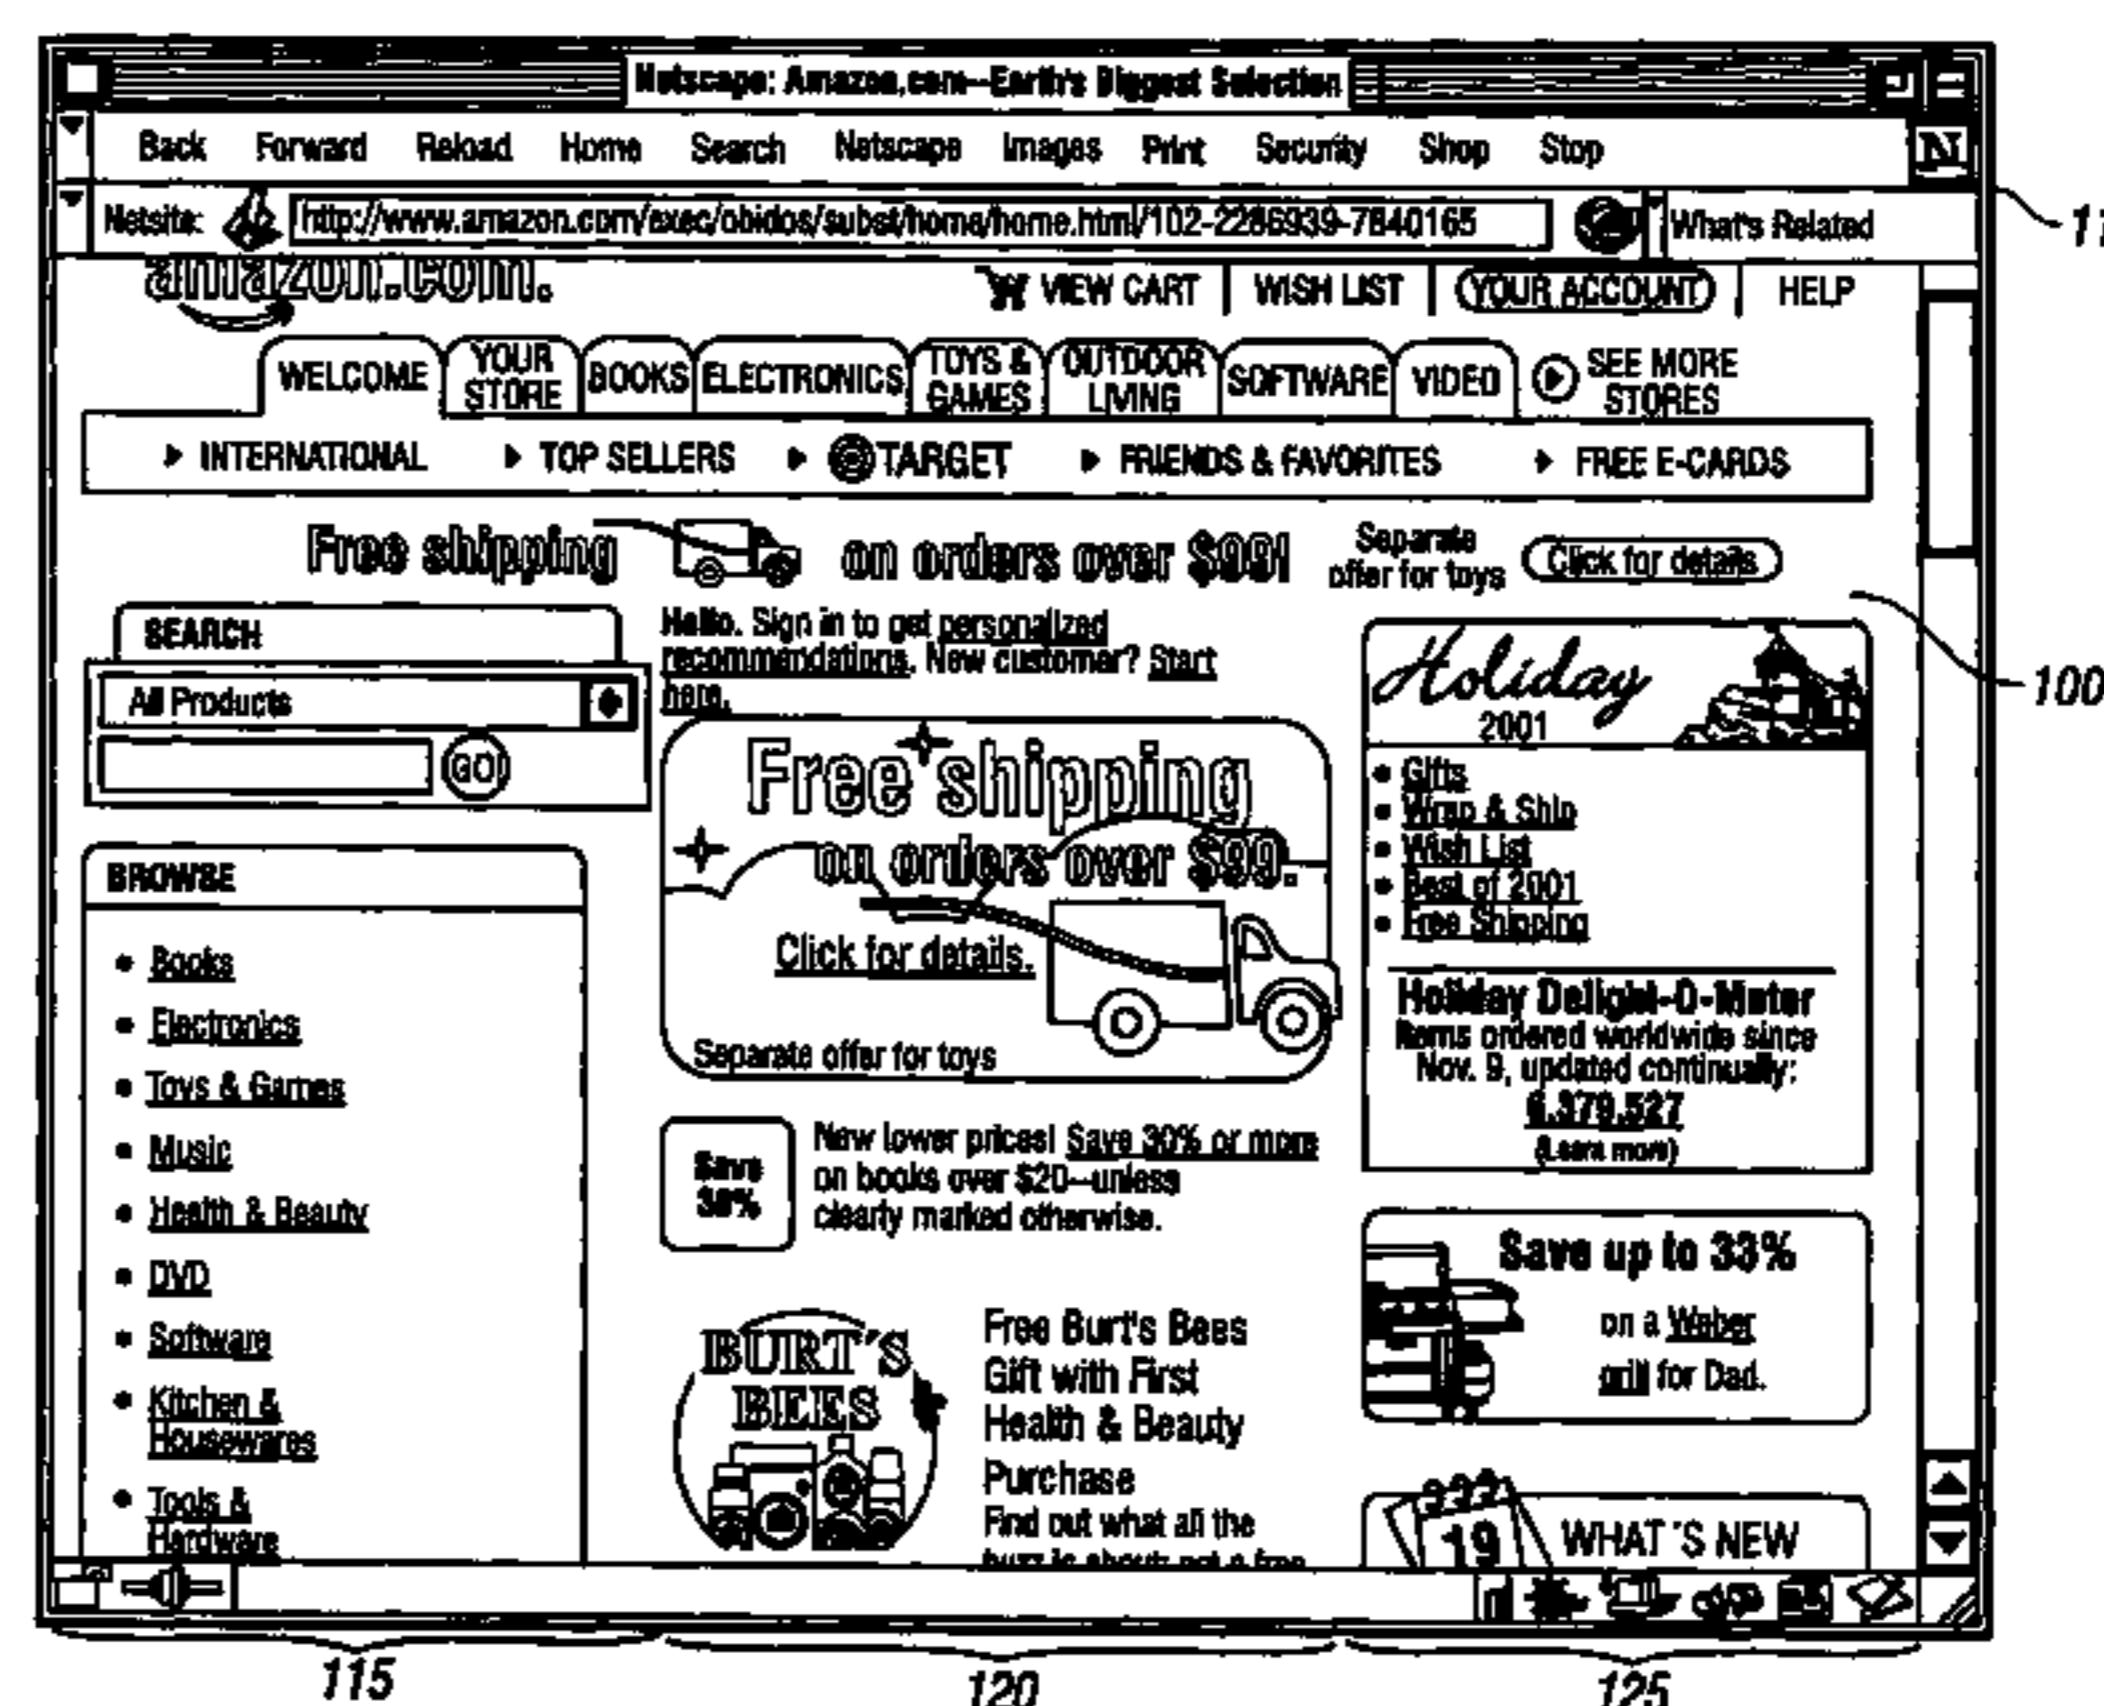 Netscape: Amazon.com--Earth's Biggest Selection
Back Forward Reload Home Search Netscape Images Print Security Shop Stop
N
Netsite: http://www.amazon.com/exec/obidos/subst/home/home.html/102-2286939-7840165 What's Related
amazon.com.
VIEW CART WISH LIST YOUR ACCOUNT HELP
WELCOME YOUR STORE BOOKS ELECTRONICS TOYS & GAMES OUTDOOR LIVING SOFTWARE VIDEO SEE MORE STORES
INTERNATIONAL TOP SELLERS TARGET FRIENDS & FAVORITES FREE E-CARDS
Free shipping on orders over $99! Separate offer for toys Click for details
100
SEARCH
All Products
GO
BROWSE
Books
Electronics
Toys & Games
Music
Health & Beauty
DVD
Software
Kitchen &
Housewares
Tools &
Hardware
Hello. Sign in to get personalized
recommendations. New customer? Start
here.
Free shipping
on orders over $99.
Click for details.
Separate offer for toys
Save
30%
New lower prices! Save 30% or more
on books over $20--unless
clearly marked otherwise.
BURT'S
BEES
Free Burt's Bees
Gift with First
Health & Beauty
Purchase
Find out what all the
buzz is about: get a free
Holiday
2001
Gifts
Wrap & Ship
Wish List
Best of 2001
Free Shipping
Holiday Delight-O-Meter
Items ordered worldwide since
Nov. 9, updated continually:
6,379,527
(Learn more)
Save up to 33%
on a Weber
grill for Dad.
19
WHAT'S NEW
115 120 125